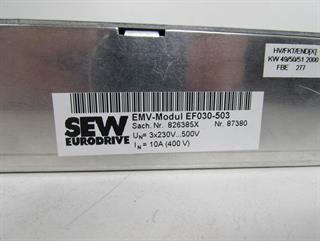 HV/FKT/END[X]
KW 49/50/51 2000
FBE 277
EMV-Modul EF030-503
Sach. Nr. 826385X Nr. 87380
UN= 3x230V...500V
IN = 10A (400 V)
SEW
EURODRIVE